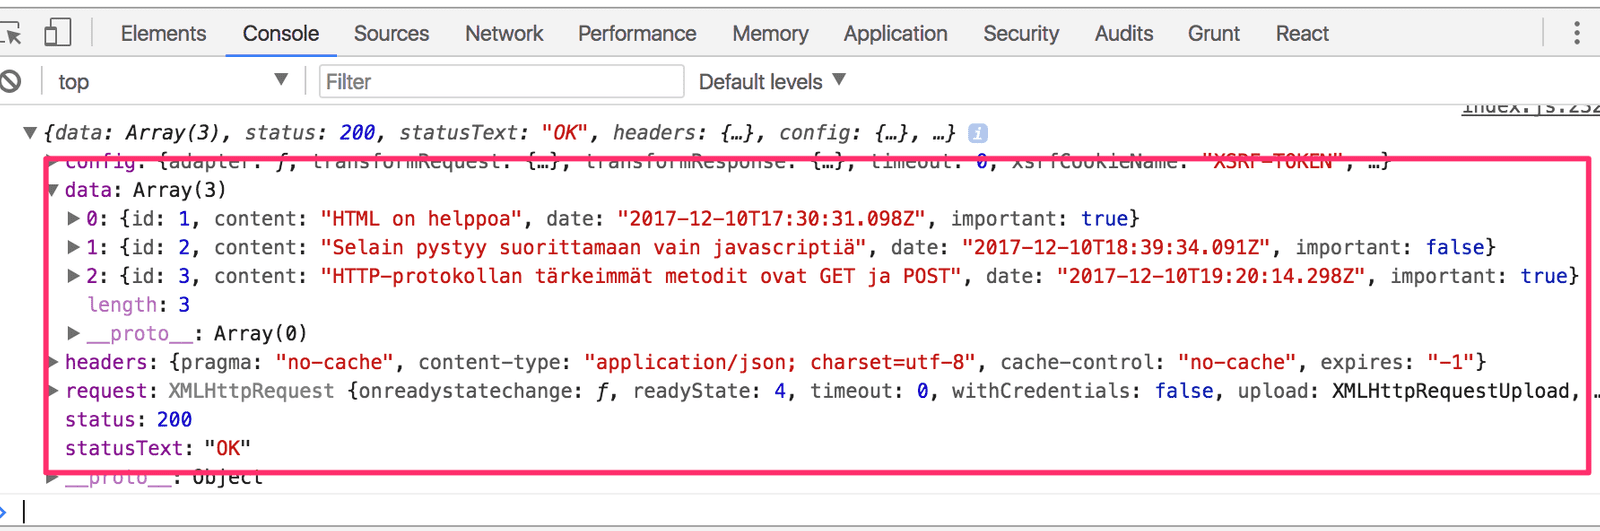 Elements Console Sources Network Performance Memory Application Security Audits Grunt React
top Filter Default levels
index.js:232
{data: Array(3), status: 200, statusText: "OK", headers: {…}, config: {…}, …}
config: {adapter: ƒ, transformRequest: {…}, transformResponse: {…}, timeout: 0, xsrfCookieName: "XSRF-TOKEN", …}
data: Array(3)
0: {id: 1, content: "HTML on helppoa", date: "2017-12-10T17:30:31.098Z", important: true}
1: {id: 2, content: "Selain pystyy suorittamaan vain javascriptiä", date: "2017-12-10T18:39:34.091Z", important: false}
2: {id: 3, content: "HTTP-protokollan tärkeimmät metodit ovat GET ja POST", date: "2017-12-10T19:20:14.298Z", important: true}
length: 3
__proto__: Array(0)
headers: {pragma: "no-cache", content-type: "application/json; charset=utf-8", cache-control: "no-cache", expires: "-1"}
request: XMLHttpRequest {onreadystatechange: ƒ, readyState: 4, timeout: 0, withCredentials: false, upload: XMLHttpRequestUpload, …
status: 200
statusText: "OK"
__proto__: Object